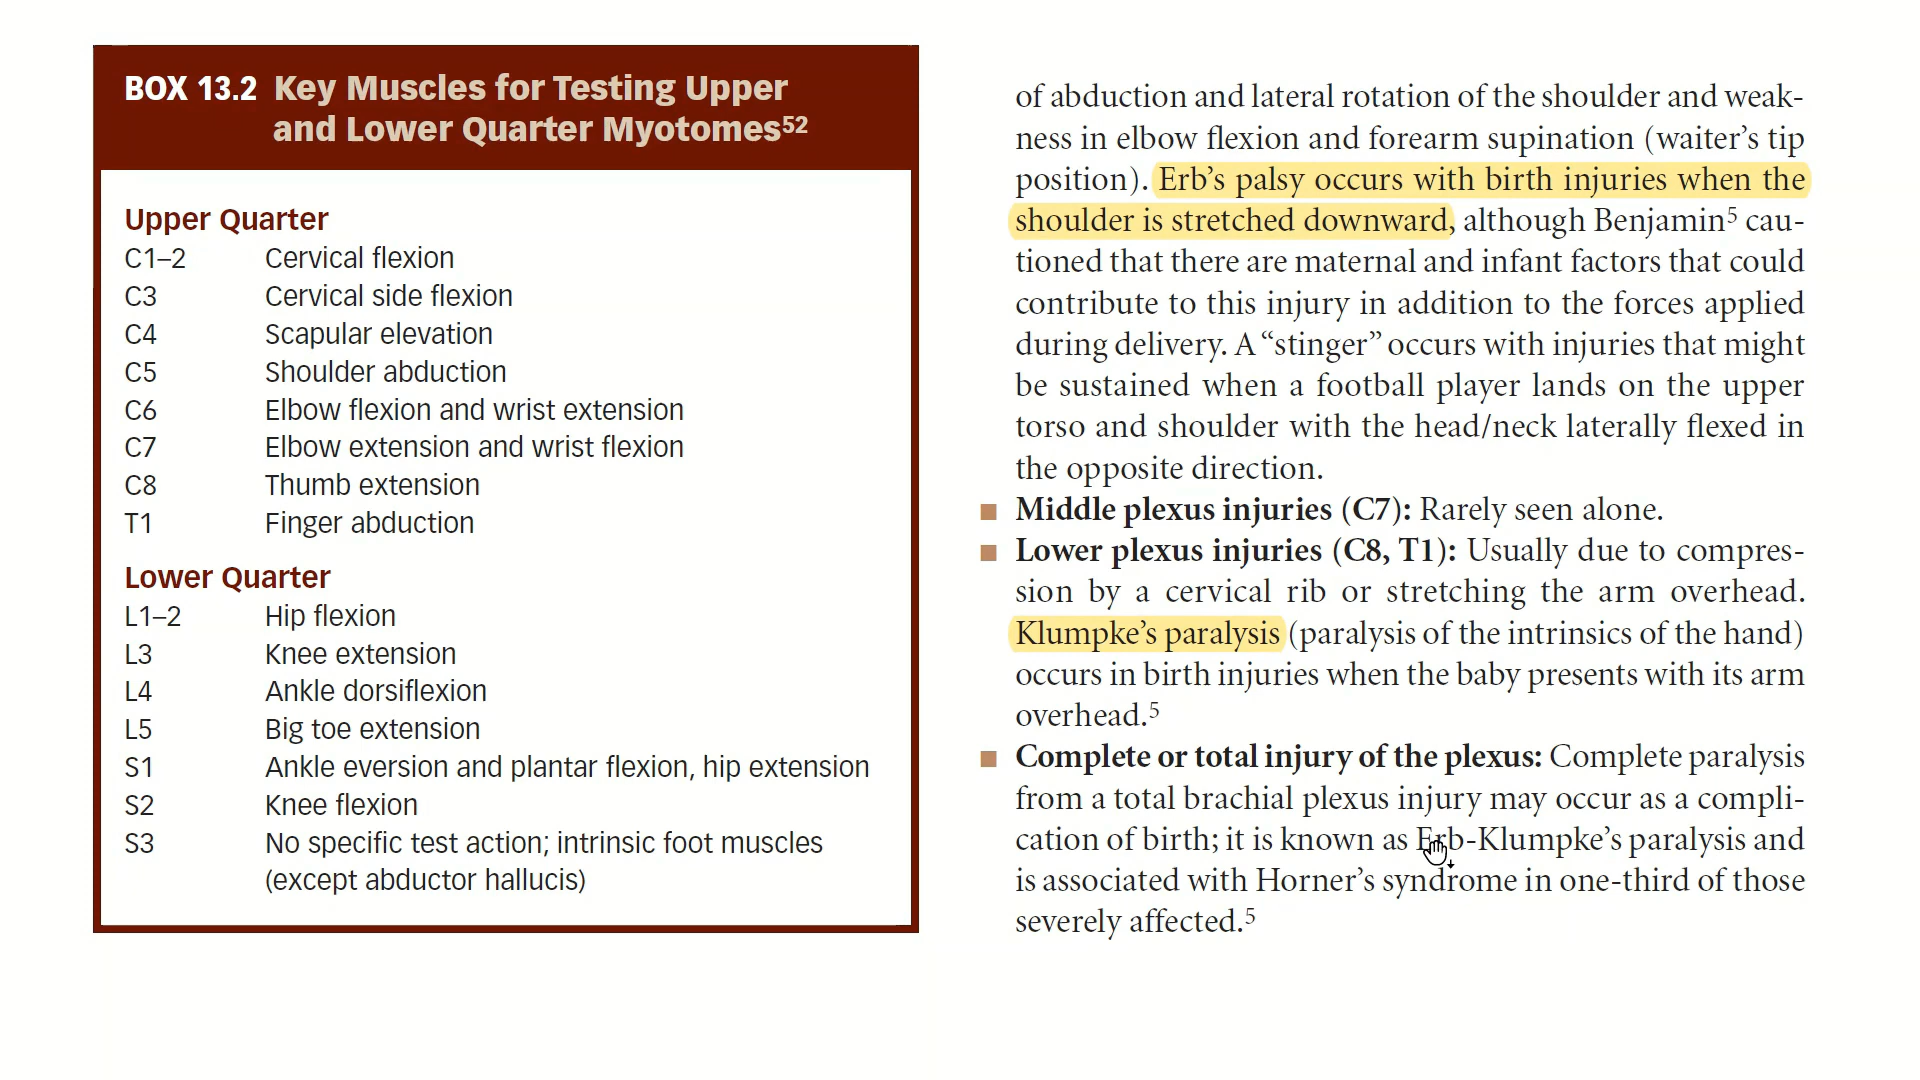 BOX 13.2 Key Muscles for Testing Upper
and Lower Quarter Myotomes52
Upper Quarter
C1–2 Cervical flexion
C3 Cervical side flexion
C4 Scapular elevation
C5 Shoulder abduction
C6 Elbow flexion and wrist extension
C7 Elbow extension and wrist flexion
C8 Thumb extension
T1 Finger abduction
Lower Quarter
L1–2 Hip flexion
L3 Knee extension
L4 Ankle dorsiflexion
L5 Big toe extension
S1 Ankle eversion and plantar flexion, hip extension
S2 Knee flexion
S3 No specific test action; intrinsic foot muscles
(except abductor hallucis)
of abduction and lateral rotation of the shoulder and weak-
ness in elbow flexion and forearm supination (waiter’s tip
position). Erb’s palsy occurs with birth injuries when the
shoulder is stretched downward, although Benjamin5 cau-
tioned that there are maternal and infant factors that could
contribute to this injury in addition to the forces applied
during delivery. A “stinger” occurs with injuries that might
be sustained when a football player lands on the upper
torso and shoulder with the head/neck laterally flexed in
the opposite direction.
■ Middle plexus injuries (C7): Rarely seen alone.
■ Lower plexus injuries (C8, T1): Usually due to compres-
sion by a cervical rib or stretching the arm overhead.
Klumpke’s paralysis (paralysis of the intrinsics of the hand)
occurs in birth injuries when the baby presents with its arm
overhead.5
■ Complete or total injury of the plexus: Complete paralysis
from a total brachial plexus injury may occur as a compli-
cation of birth; it is known as Erb-Klumpke’s paralysis and
is associated with Horner’s syndrome in one-third of those
severely affected.5